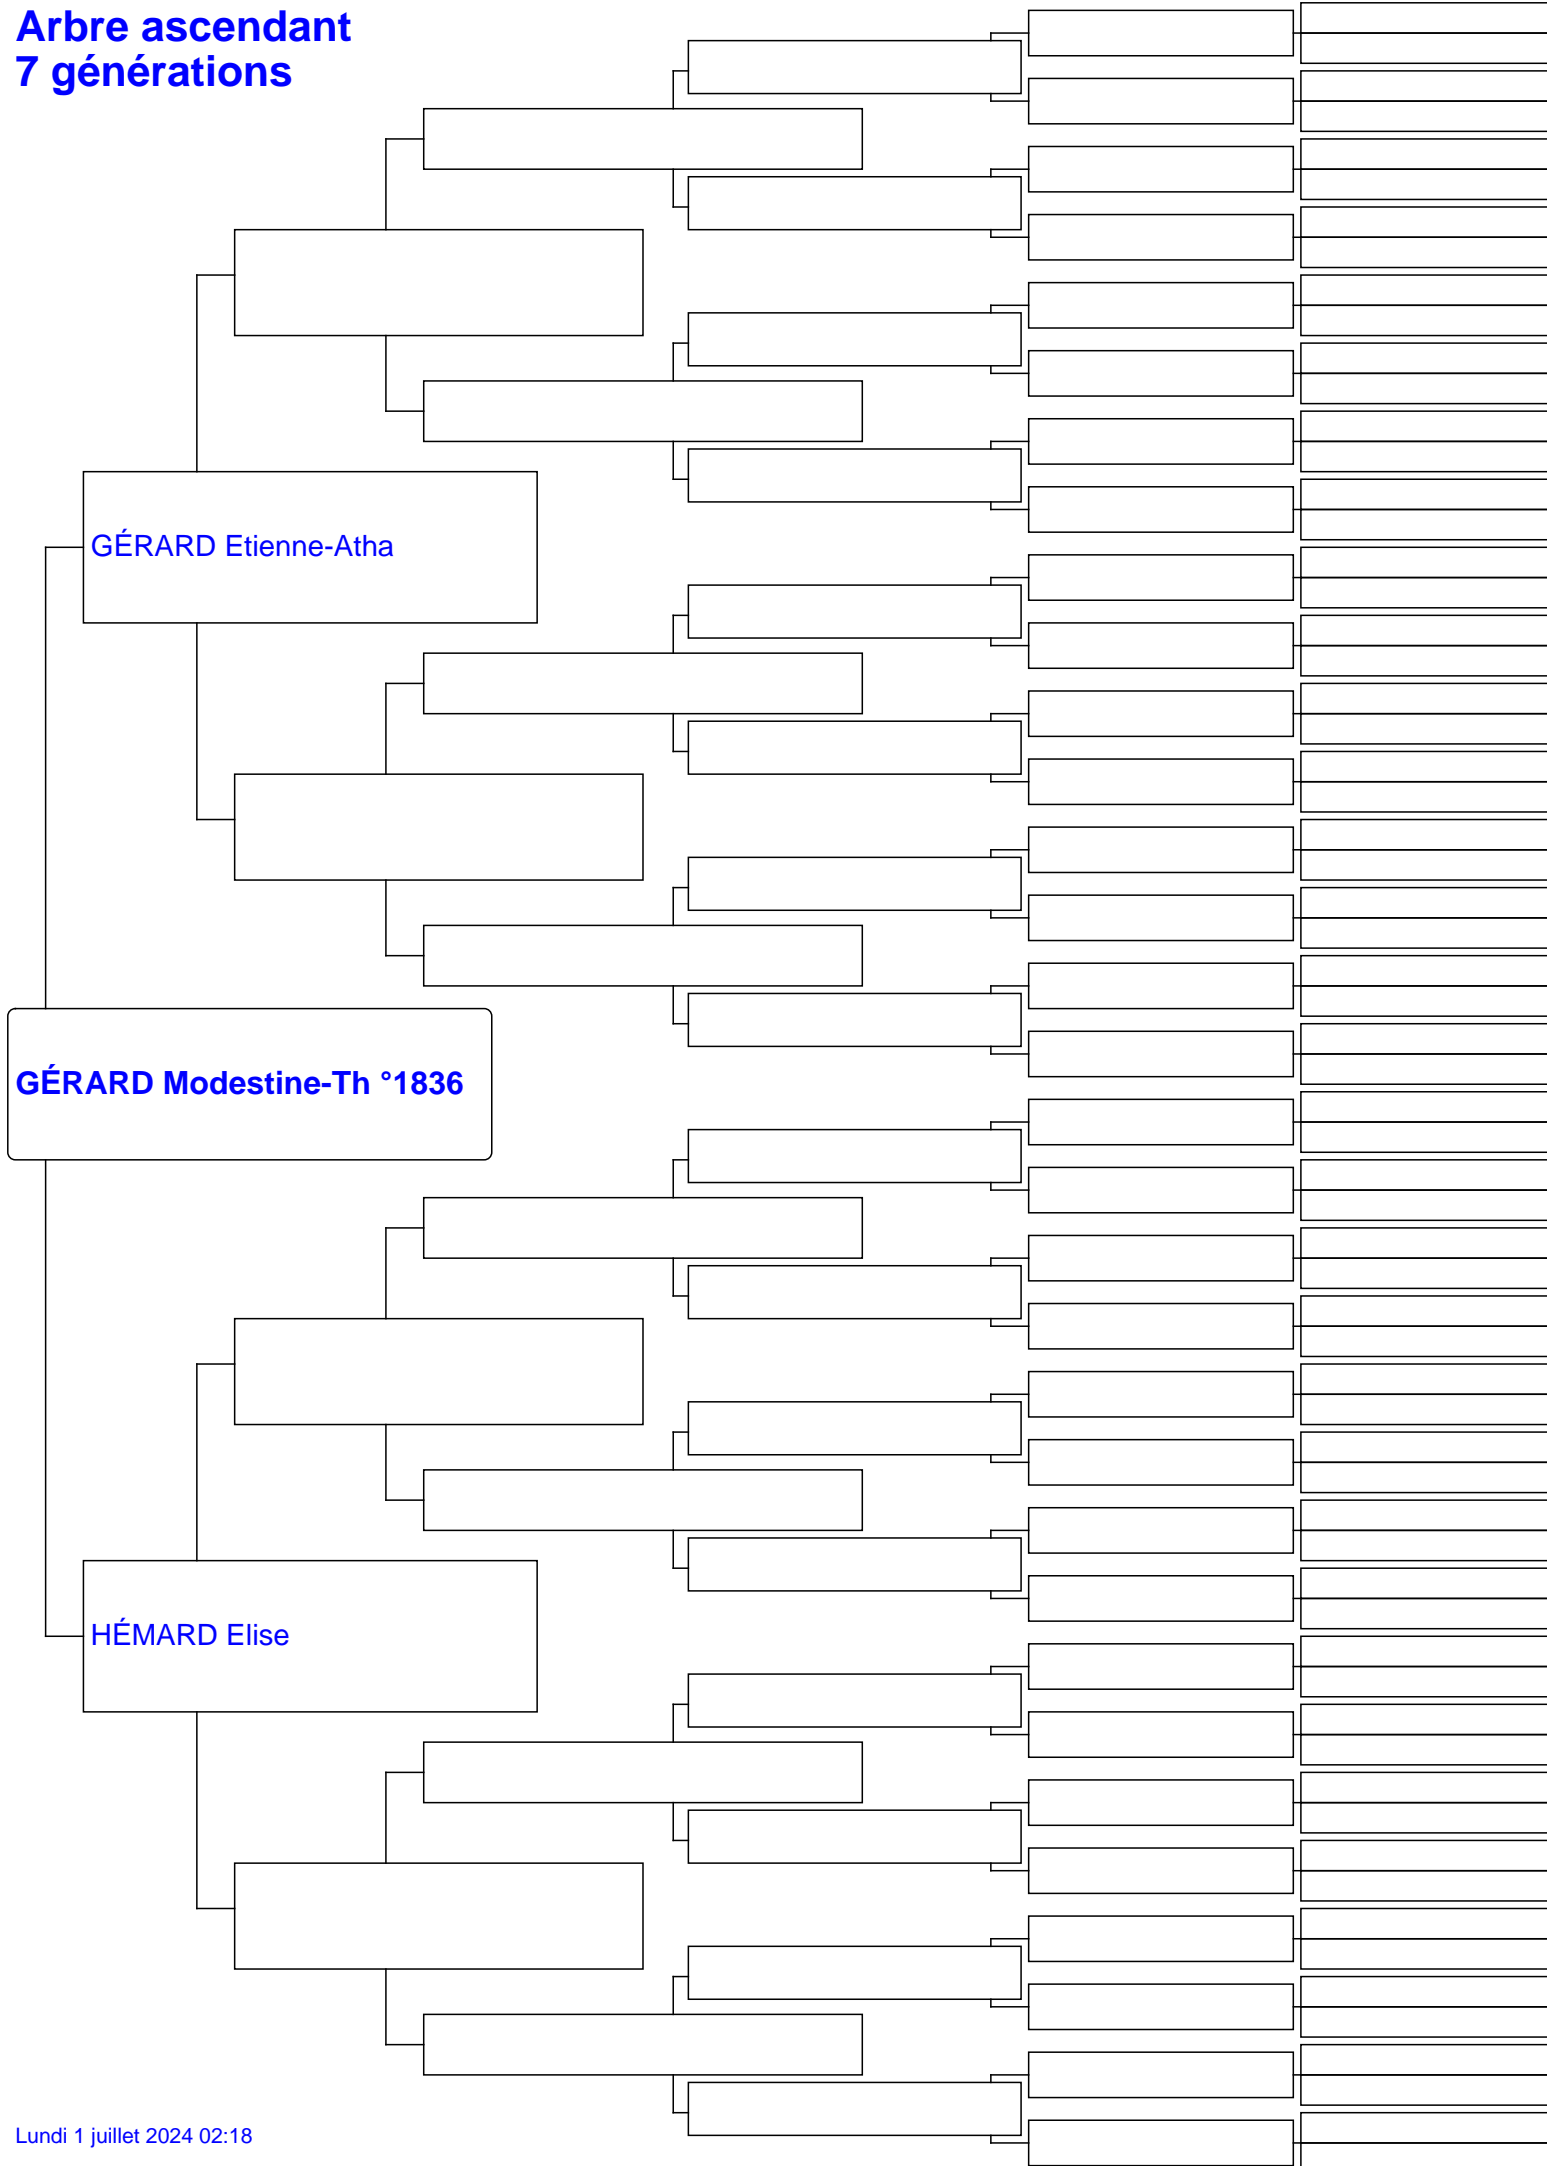 Arbre ascendant
7 générations
GÉRARD Etienne-Atha
GÉRARD Modestine-Th °1836
HÉMARD Elise
Lundi 1 juillet 2024 02:18